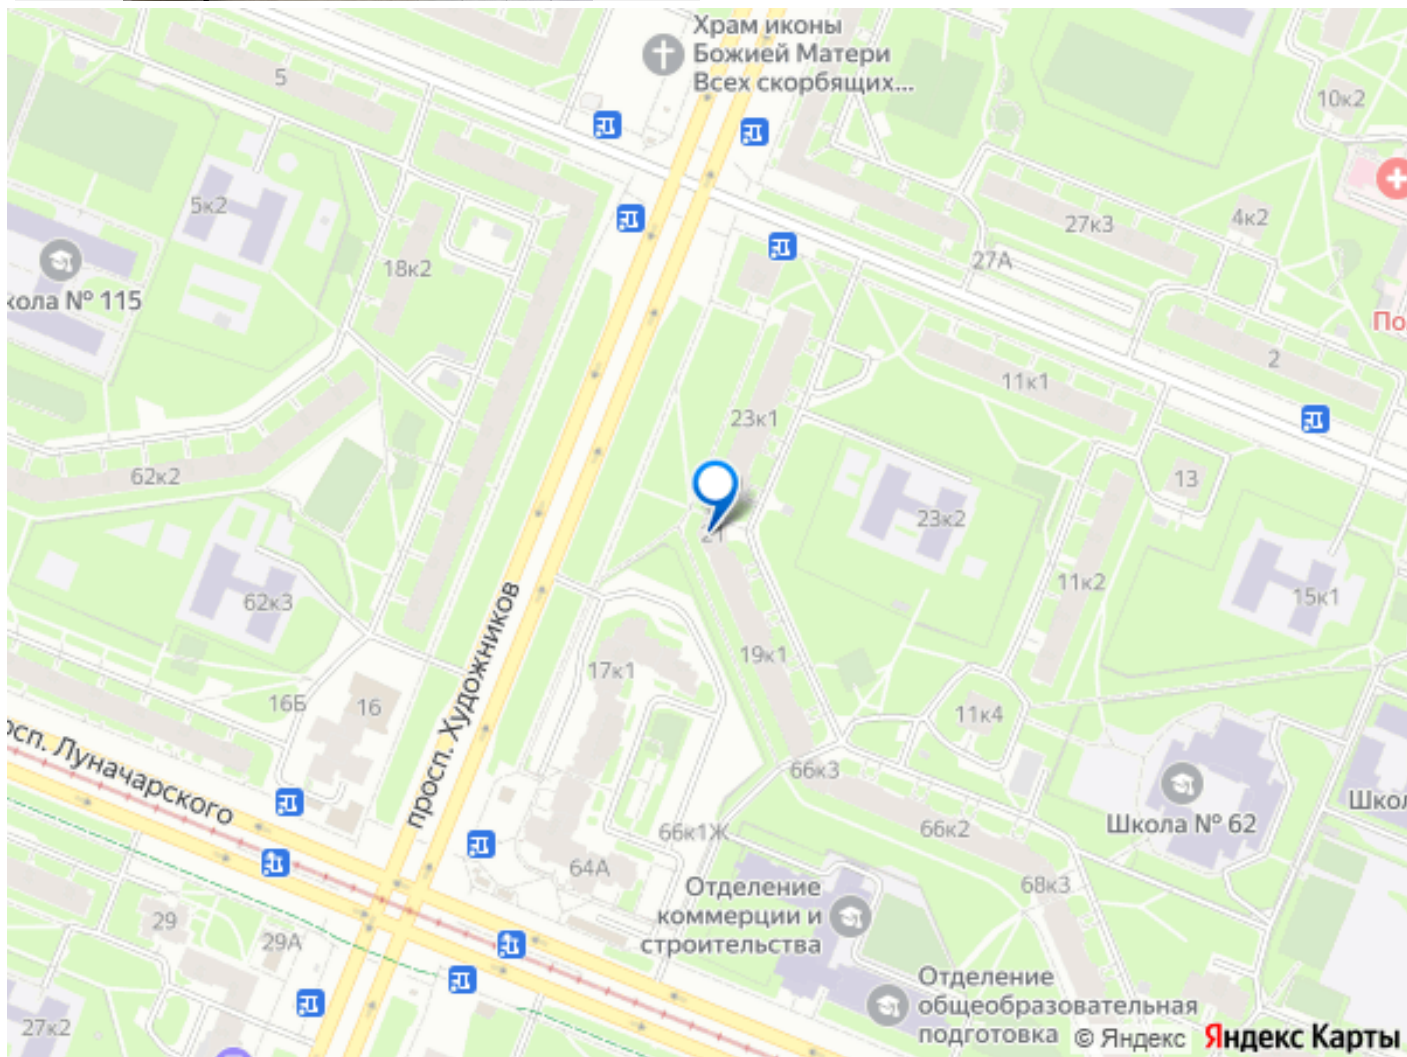 Храм иконы
Божией Матери
Всех скорбящих...
5
10к2
5к2
4к2
27к3
18к2
27А
кола № 115
По
2
11к1
23к1
62к2
13
23к2
21
11к2
15к1
62к3
19к1
17к1
просп. Художников
16Б
16
11к4
осп. Луначарского
66к3
Школ
Школа № 62
66к1Ж
66к2
64А
68к3
Отделение
коммерции и
строительства
29
29А
Отделение
общеобразовательная
подготовка
27к2
© Яндекс Яндекс Карты